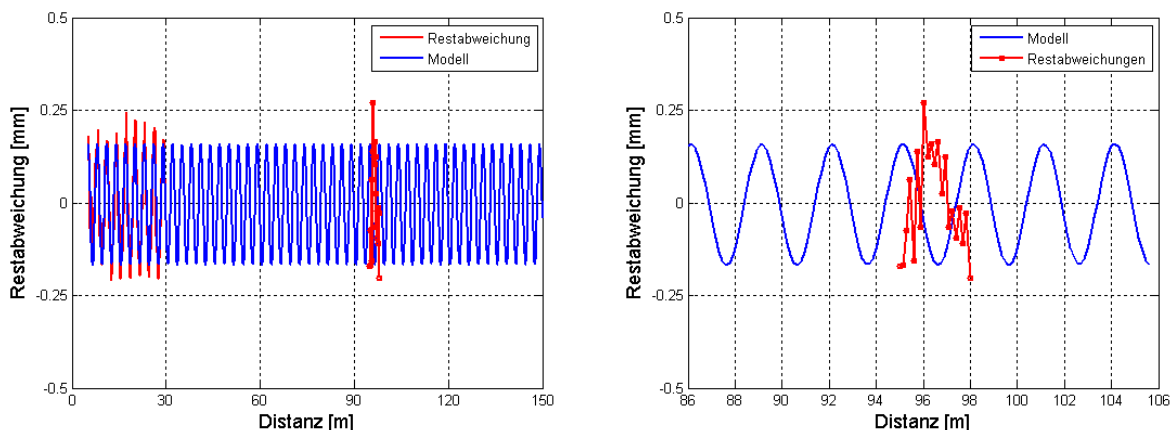 Restabweichung [mm]
0.5
0.25
0
-0.25
-0.5
Restabweichung
Modell
0 30 60 90 120 150
Distanz [m]
Restabweichung [mm]
0.5
0.25
0
-0.25
-0.5
Modell
Restabweichungen
86 88 90 92 94 96 98 100 102 104 106
Distanz [m]